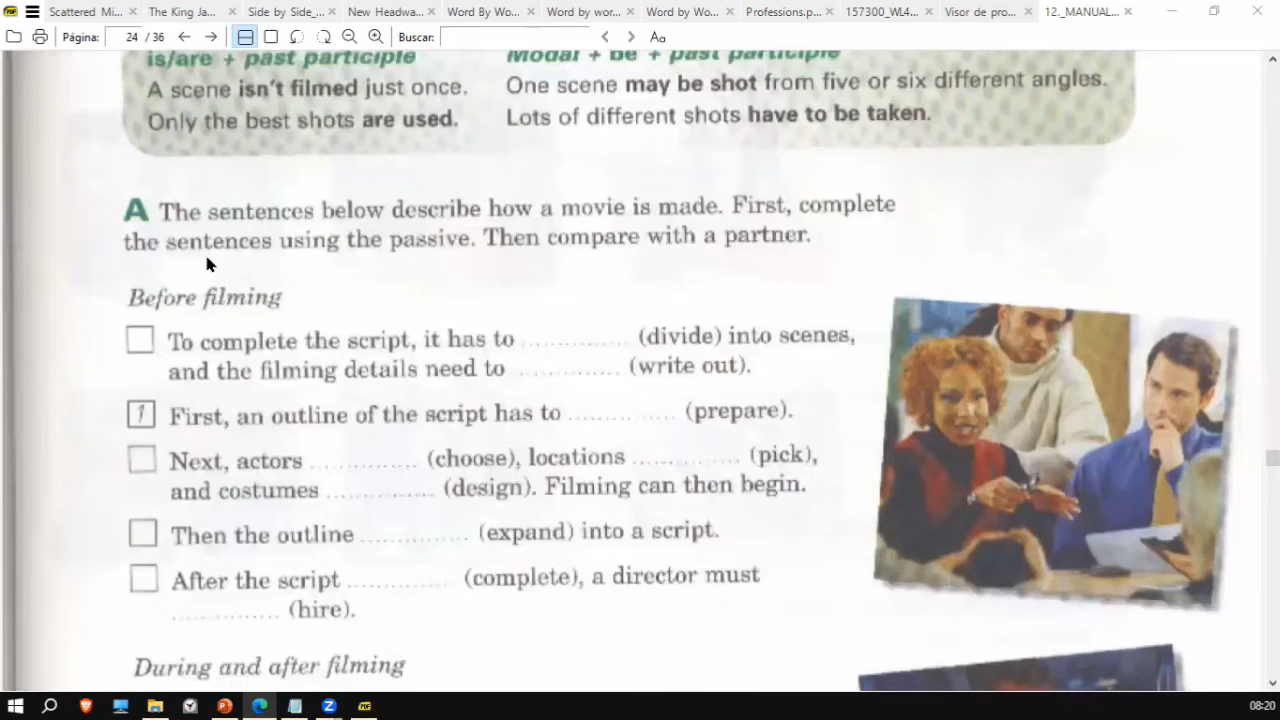 Scattered Mi...
The King Ja...
Side by Side_...
New Headwa...
Word By Wo...
Word by wor...
Word by Wo...
Professions.p...
157300_WL4...
Visor de pro...
12._MANUAL...
Página: 24 / 36
Buscar:
Aa
is/are + past participle
Modal + be + past participle
A scene isn't filmed just once.
Only the best shots are used.
One scene may be shot from five or six different angles.
Lots of different shots have to be taken.
A The sentences below describe how a movie is made. First, complete
the sentences using the passive. Then compare with a partner.
Before filming
To complete the script, it has to ............. (divide) into scenes,
and the filming details need to ............. (write out).
1 First, an outline of the script has to ............. (prepare).
Next, actors ............. (choose), locations ............. (pick),
and costumes ............. (design). Filming can then begin.
Then the outline ............. (expand) into a script.
After the script ............. (complete), a director must
............. (hire).
During and after filming
08:20